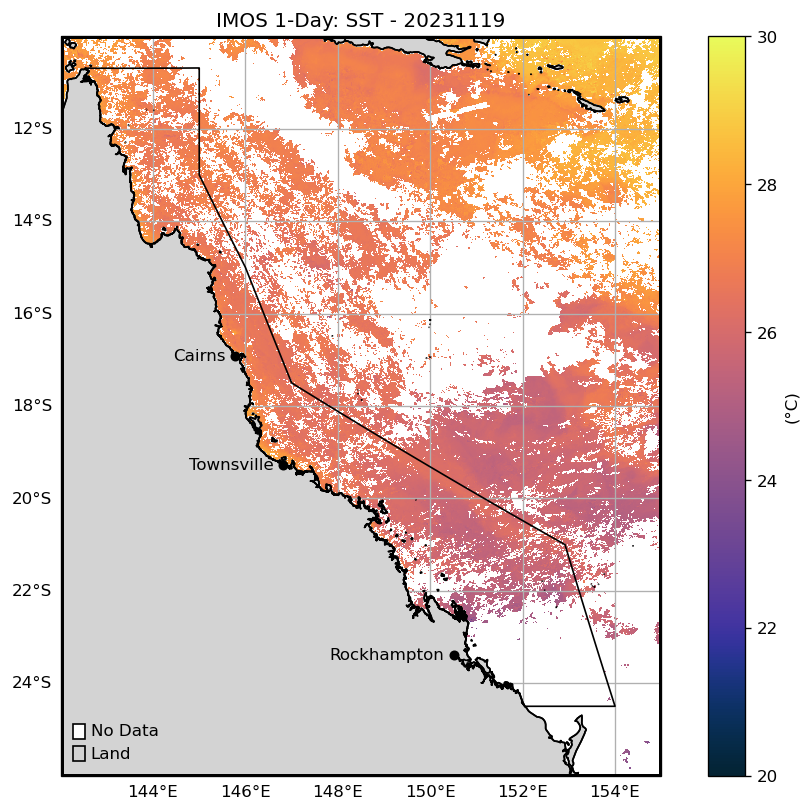 IMOS 1-Day: SST - 20231119
30
12°S
28
14°S
16°S
26
Cairns
18°S
(°C)
Townsville
24
20°S
22°S
22
Rockhampton
24°S
No Data
Land
20
144°E 146°E 148°E 150°E 152°E 154°E